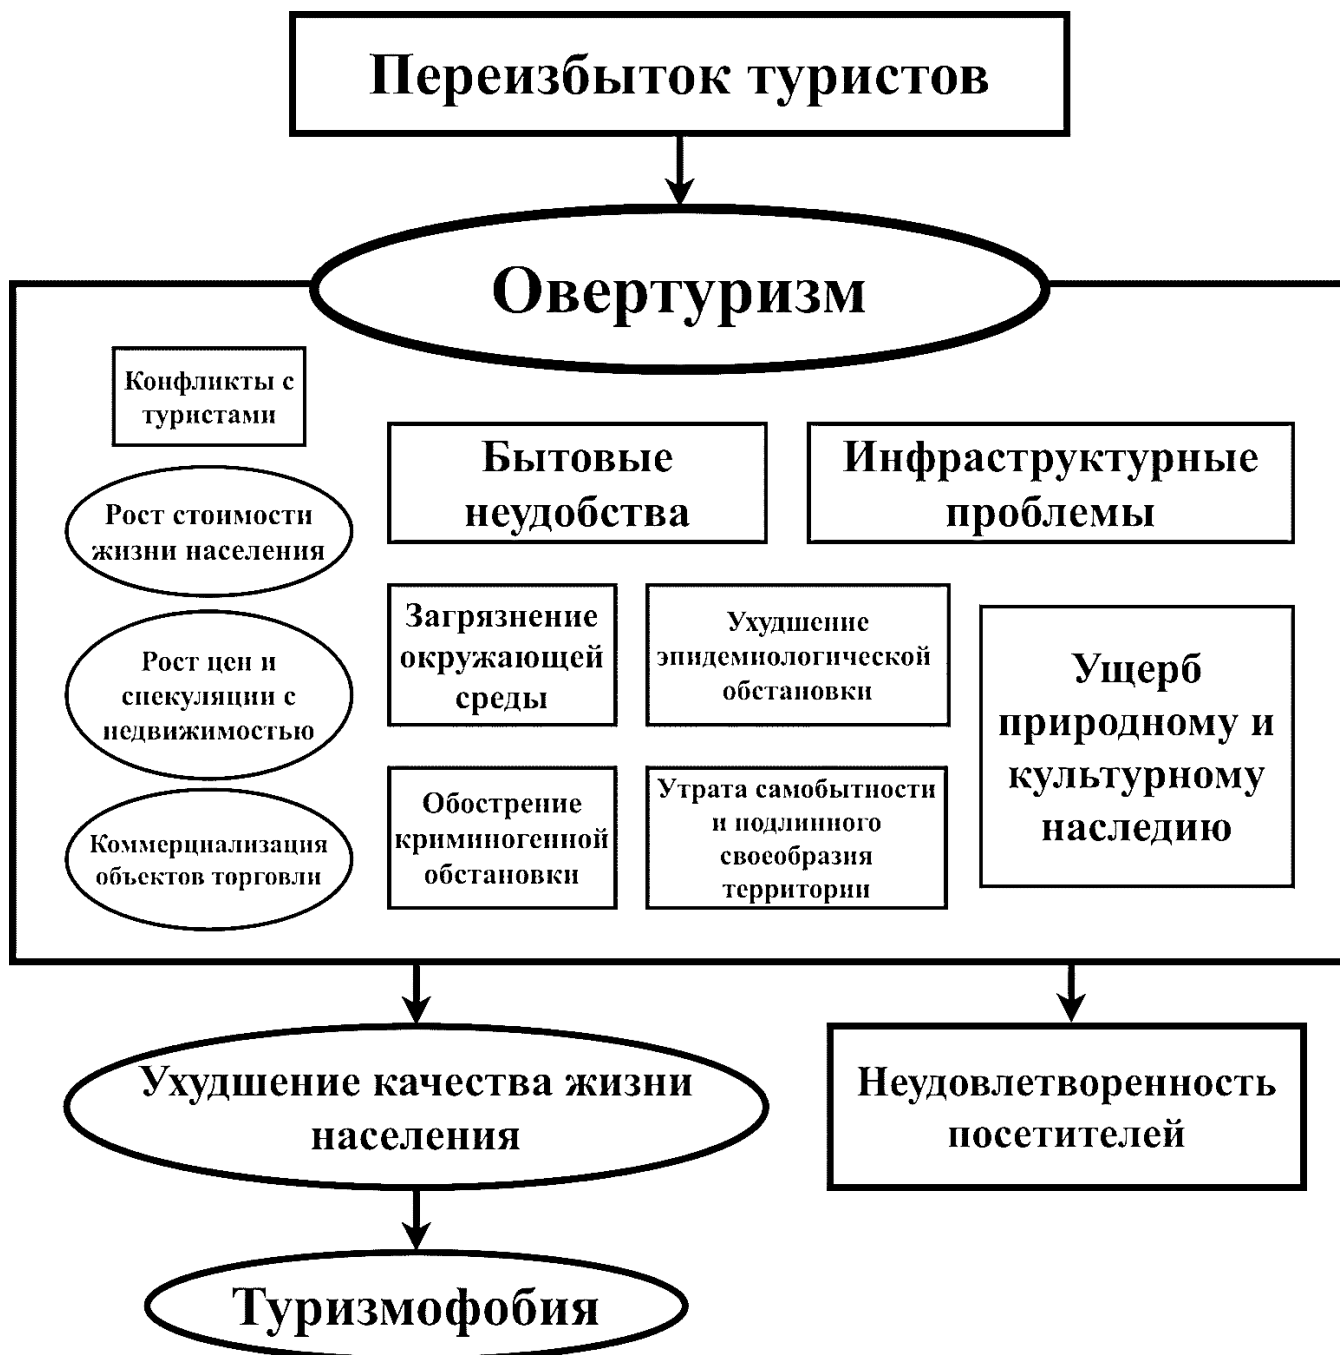 Переизбыток туристов
Овертуризм
Конфликты с
туристами
Рост стоимости
жизни населения
Рост цен и
спекуляции с
недвижимостью
Коммерциализация
объектов торговли
Бытовые
неудобства
Инфраструктурные
проблемы
Загрязнение
окружающей
среды
Ухудшение
эпидемиологической
обстановки
Ущерб
природному и
культурному
наследию
Обострение
криминогенной
обстановки
Утрата самобытности
и подлинного
своеобразия
территории
Ухудшение качества жизни
населения
Неудовлетворенность
посетителей
Туризмофобия